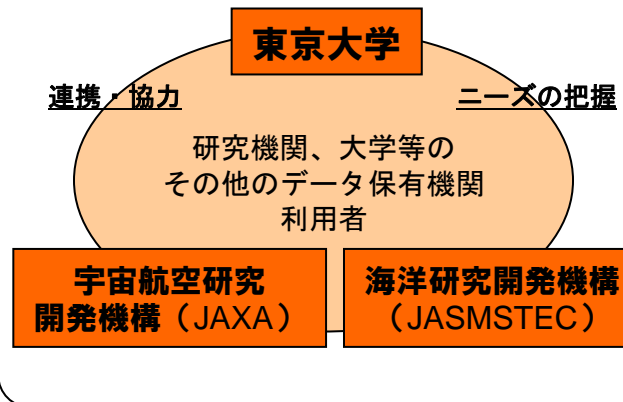 東京大学
連携・協力
ニーズの把握
研究機関、大学等の
その他のデータ保有機関
利用者
宇宙航空研究
開発機構（JAXA）
海洋研究開発機構
（JASMSTEC）